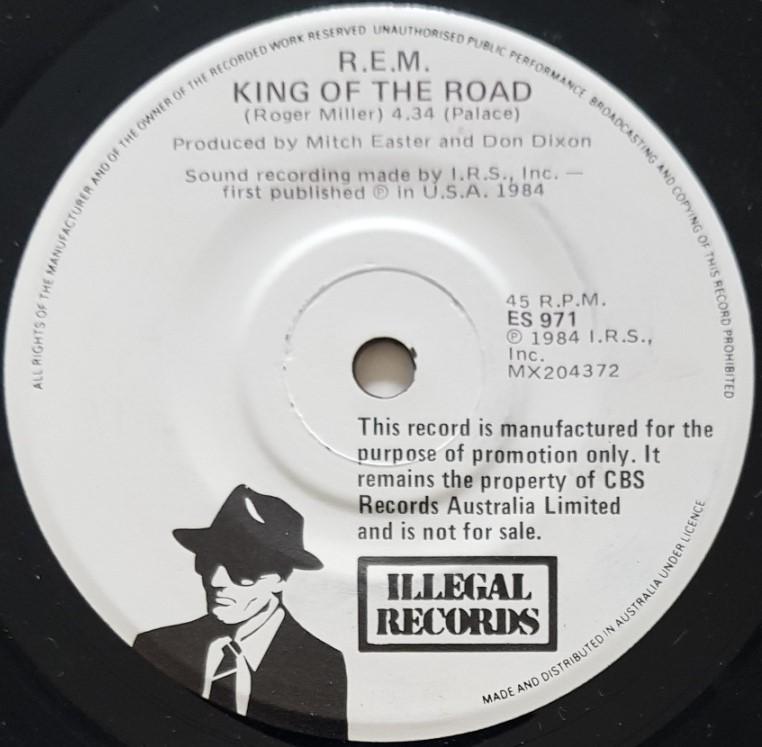 ALL RIGHTS OF THE MANUFACTURER AND OF THE OWNER OF THE RECORDED WORK RESERVED UNAUTHORISED PUBLIC PERFORMANCE BROADCASTING AND COPYING OF THIS RECORD PROHIBITED
R.E.M.
KING OF THE ROAD
(Roger Miller) 4.34 (Palace)
Produced by Mitch Easter and Don Dixon
Sound recording made by I.R.S., Inc. —
first published ℗ in U.S.A. 1984
45 R.P.M.
ES 971
℗ 1984 I.R.S.,
Inc.
MX204372
This record is manufactured for the
purpose of promotion only. It
remains the property of CBS
Records Australia Limited
and is not for sale.
ILLEGAL
RECORDS
MADE AND DISTRIBUTED IN AUSTRALIA UNDER LICENCE